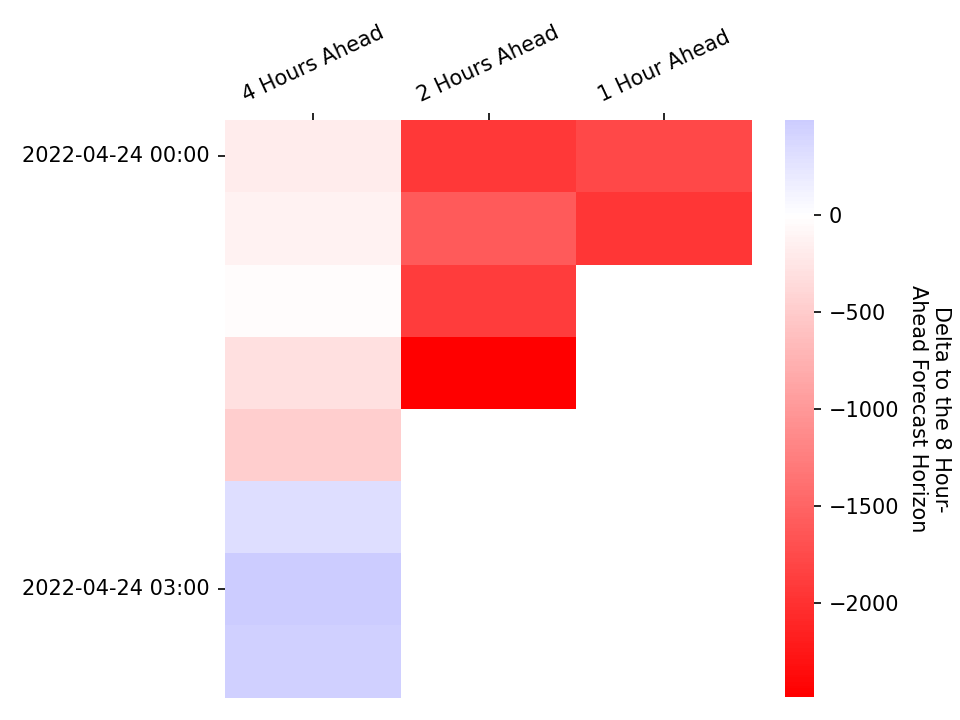 4 Hours Ahead
2 Hours Ahead
1 Hour Ahead
2022-04-24 00:00
2022-04-24 03:00
0
−500
−1000
−1500
−2000
Delta to the 8 Hour-
Ahead Forecast Horizon